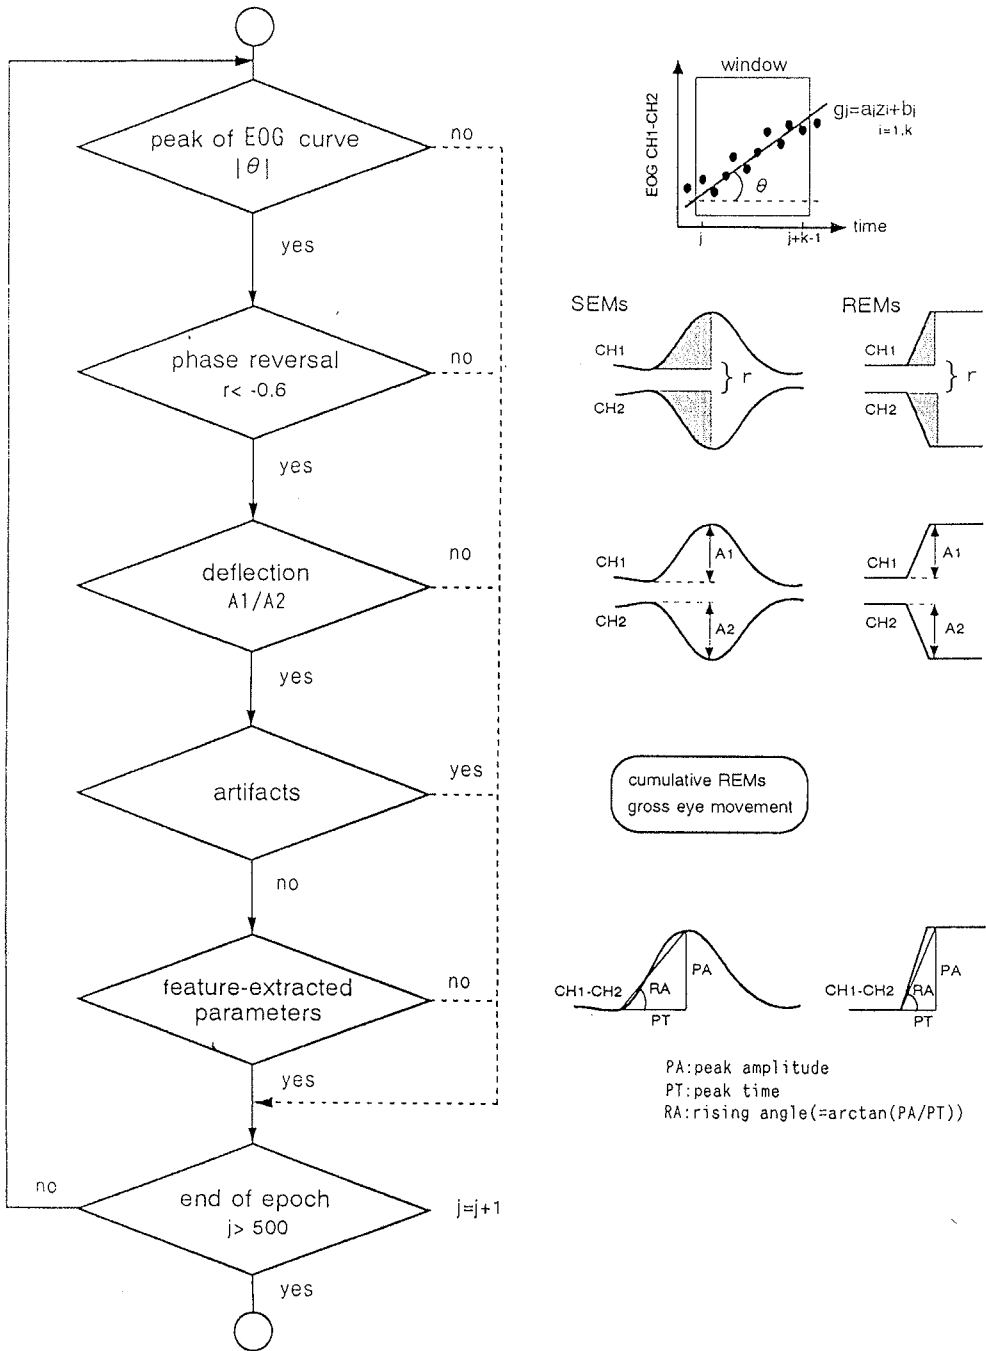 peak of EOG curve
|θ|
no
yes
phase reversal
r< -0.6
no
yes
deflection
A1/A2
no
yes
artifacts
yes
no
feature-extracted
parameters
no
yes
end of epoch
j> 500
no
j=j+1
yes
window
EOG CH1-CH2
gj=ajzi+bj
i=1,k
θ
time
j
j+k-1
SEMs
REMs
CH1
r
CH2
CH1
r
CH2
CH1
A1
CH2
A2
CH1
A1
CH2
A2
cumulative REMs
gross eye movement
CH1-CH2
RA
PA
PT
CH1-CH2
RA
PA
PT
PA:peak amplitude
PT:peak time
RA:rising angle(=arctan(PA/PT))